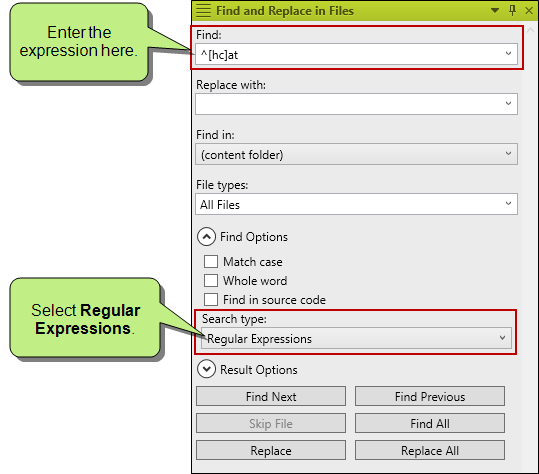 Find and Replace in Files
Enter the
expression here.
Find:
^[hc]at
Replace with:
Find in:
(content folder)
File types:
All Files
Find Options
Match case
Whole word
Find in source code
Select Regular
Expressions.
Search type:
Regular Expressions
Result Options
Find Next
Find Previous
Skip File
Find All
Replace
Replace All